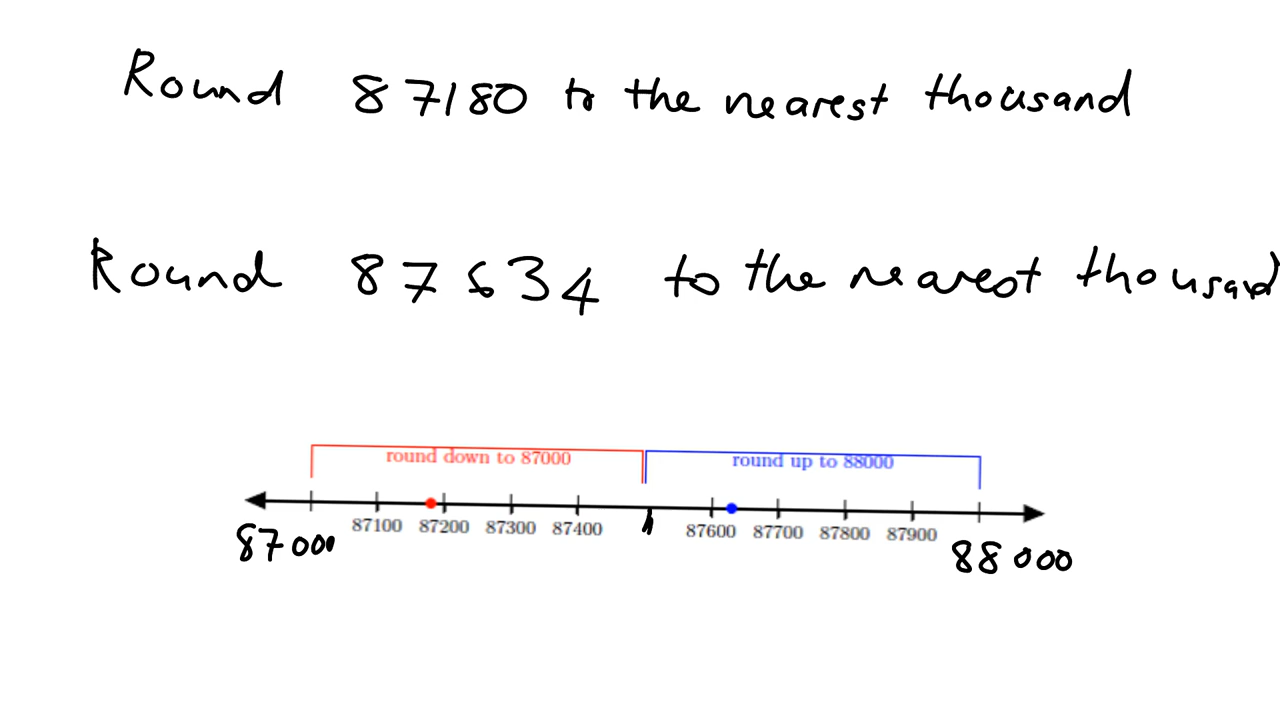 Round 87180 to the nearest thousand
Round 87634 to the nearest thousand
round down to 87000 round up to 88000
87100 87200 87300 87400 87600 87700 87800 87900
87000 88000